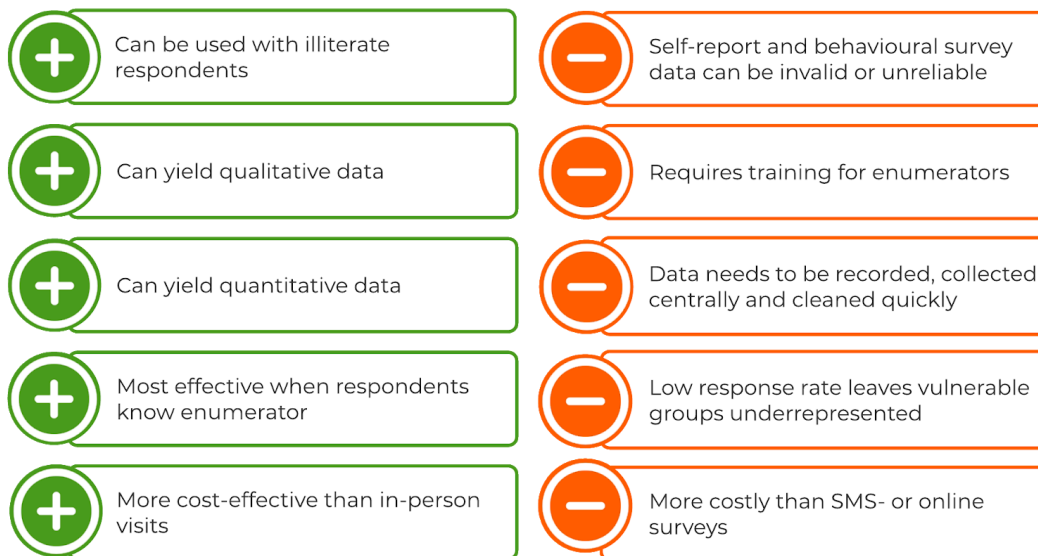 Can be used with illiterate
respondents
Can yield qualitative data
Can yield quantitative data
Most effective when respondents
know enumerator
More cost-effective than in-person
visits
Self-report and behavioural survey
data can be invalid or unreliable
Requires training for enumerators
Data needs to be recorded, collected
centrally and cleaned quickly
Low response rate leaves vulnerable
groups underrepresented
More costly than SMS- or online
surveys